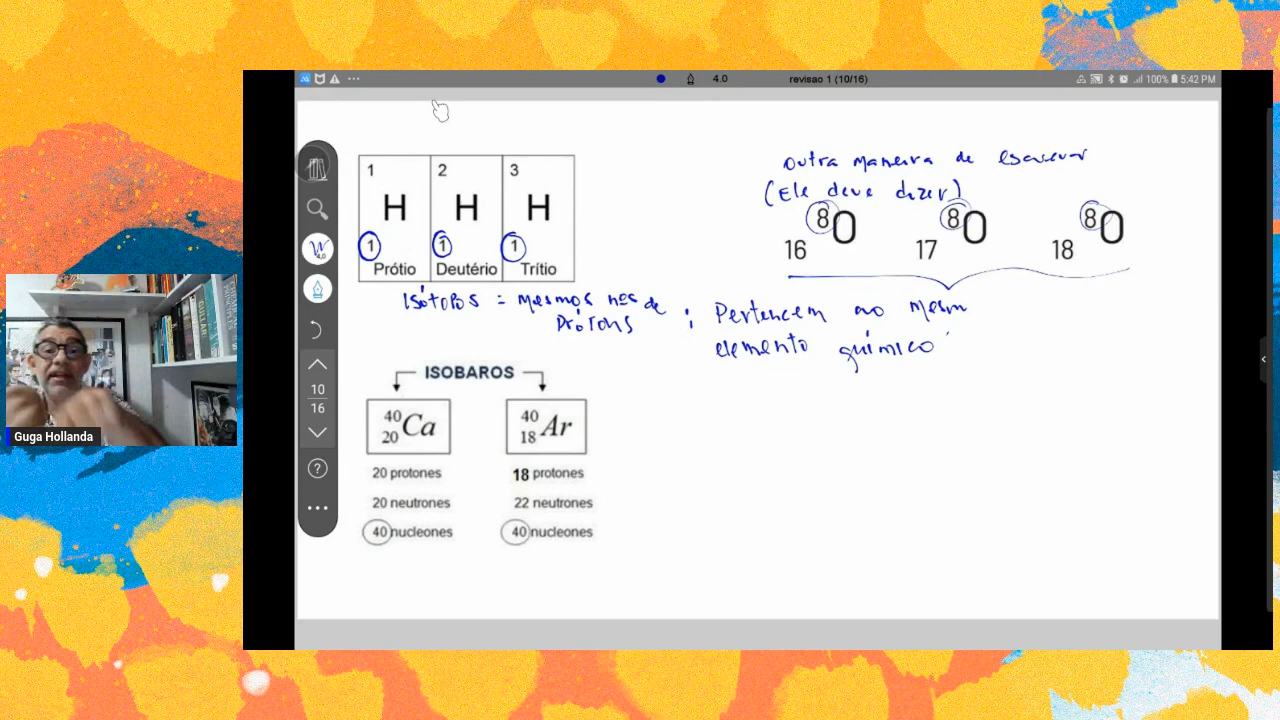 4.0
revisao 1 (10/16)
100% 5:42 PM
1 2 3
H H H
1 1 1
Prótio Deutério Trítio
Isótopos = mesmos nos de
prótons
outra maneira de escrever
(Ele deve dizer)
8 O 8 O 8 O
16 17 18
; Pertencem ao mesm
elemento químico
4.0
10
16
?
ISOBAROS
40 Ca 40 Ar
20 18
20 protones 18 protones
20 neutrones 22 neutrones
40 nucleones 40 nucleones
Guga Hollanda